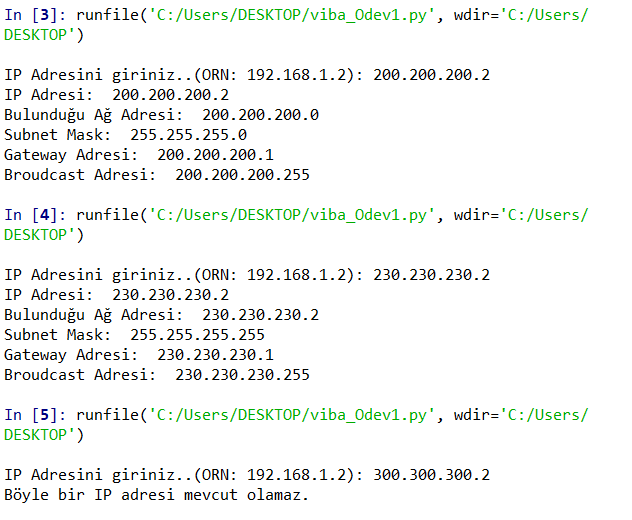 In [3]: runfile('C:/Users/DESKTOP/viba_Odev1.py', wdir='C:/Users/
DESKTOP')
IP Adresini giriniz..(ORN: 192.168.1.2): 200.200.200.2
IP Adresi:  200.200.200.2
Bulunduğu Ağ Adresi:  200.200.200.0
Subnet Mask:  255.255.255.0
Gateway Adresi:  200.200.200.1
Broudcast Adresi:  200.200.200.255
In [4]: runfile('C:/Users/DESKTOP/viba_Odev1.py', wdir='C:/Users/
DESKTOP')
IP Adresini giriniz..(ORN: 192.168.1.2): 230.230.230.2
IP Adresi:  230.230.230.2
Bulunduğu Ağ Adresi:  230.230.230.2
Subnet Mask:  255.255.255.255
Gateway Adresi:  230.230.230.1
Broudcast Adresi:  230.230.230.255
In [5]: runfile('C:/Users/DESKTOP/viba_Odev1.py', wdir='C:/Users/
DESKTOP')
IP Adresini giriniz..(ORN: 192.168.1.2): 300.300.300.2
Böyle bir IP adresi mevcut olamaz.